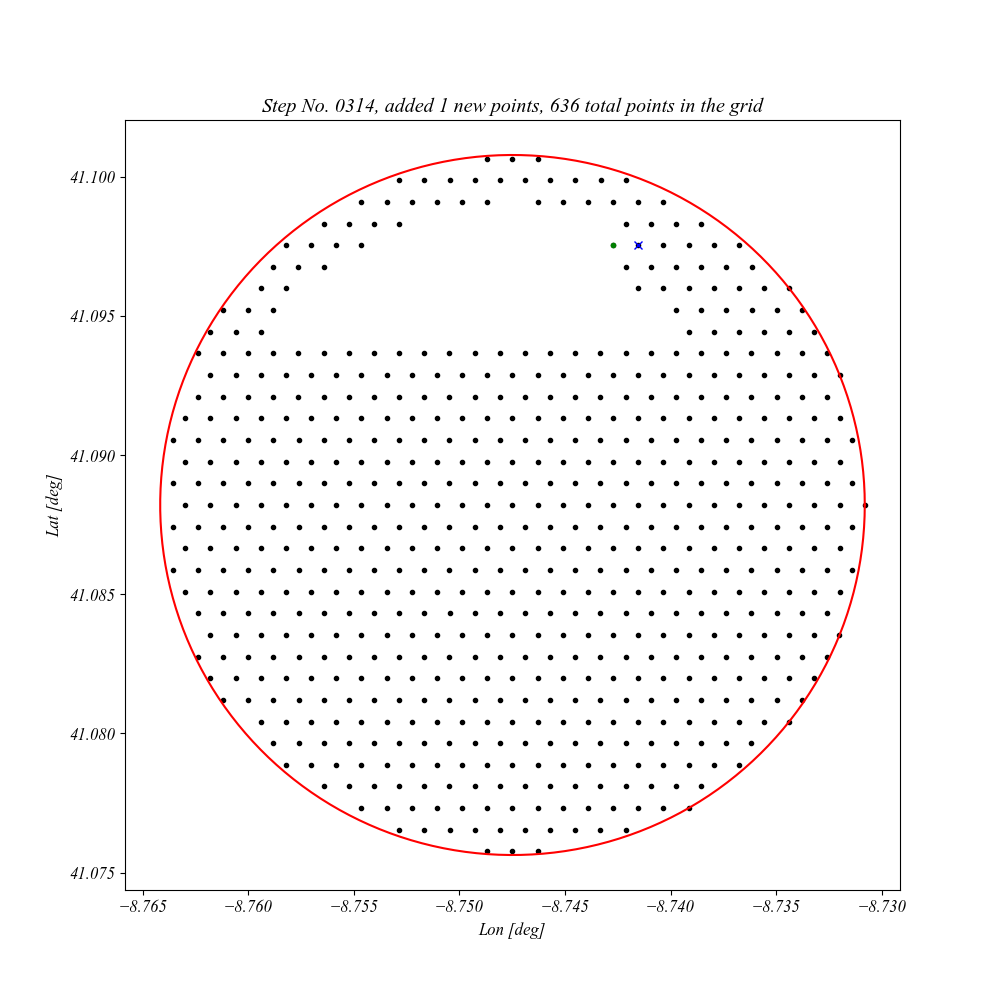 Step No. 0314, added 1 new points, 636 total points in the grid
41.100
41.095
41.090
41.085
41.080
41.075
Lat [deg]
−8.765 −8.760 −8.755 −8.750 −8.745 −8.740 −8.735 −8.730
Lon [deg]